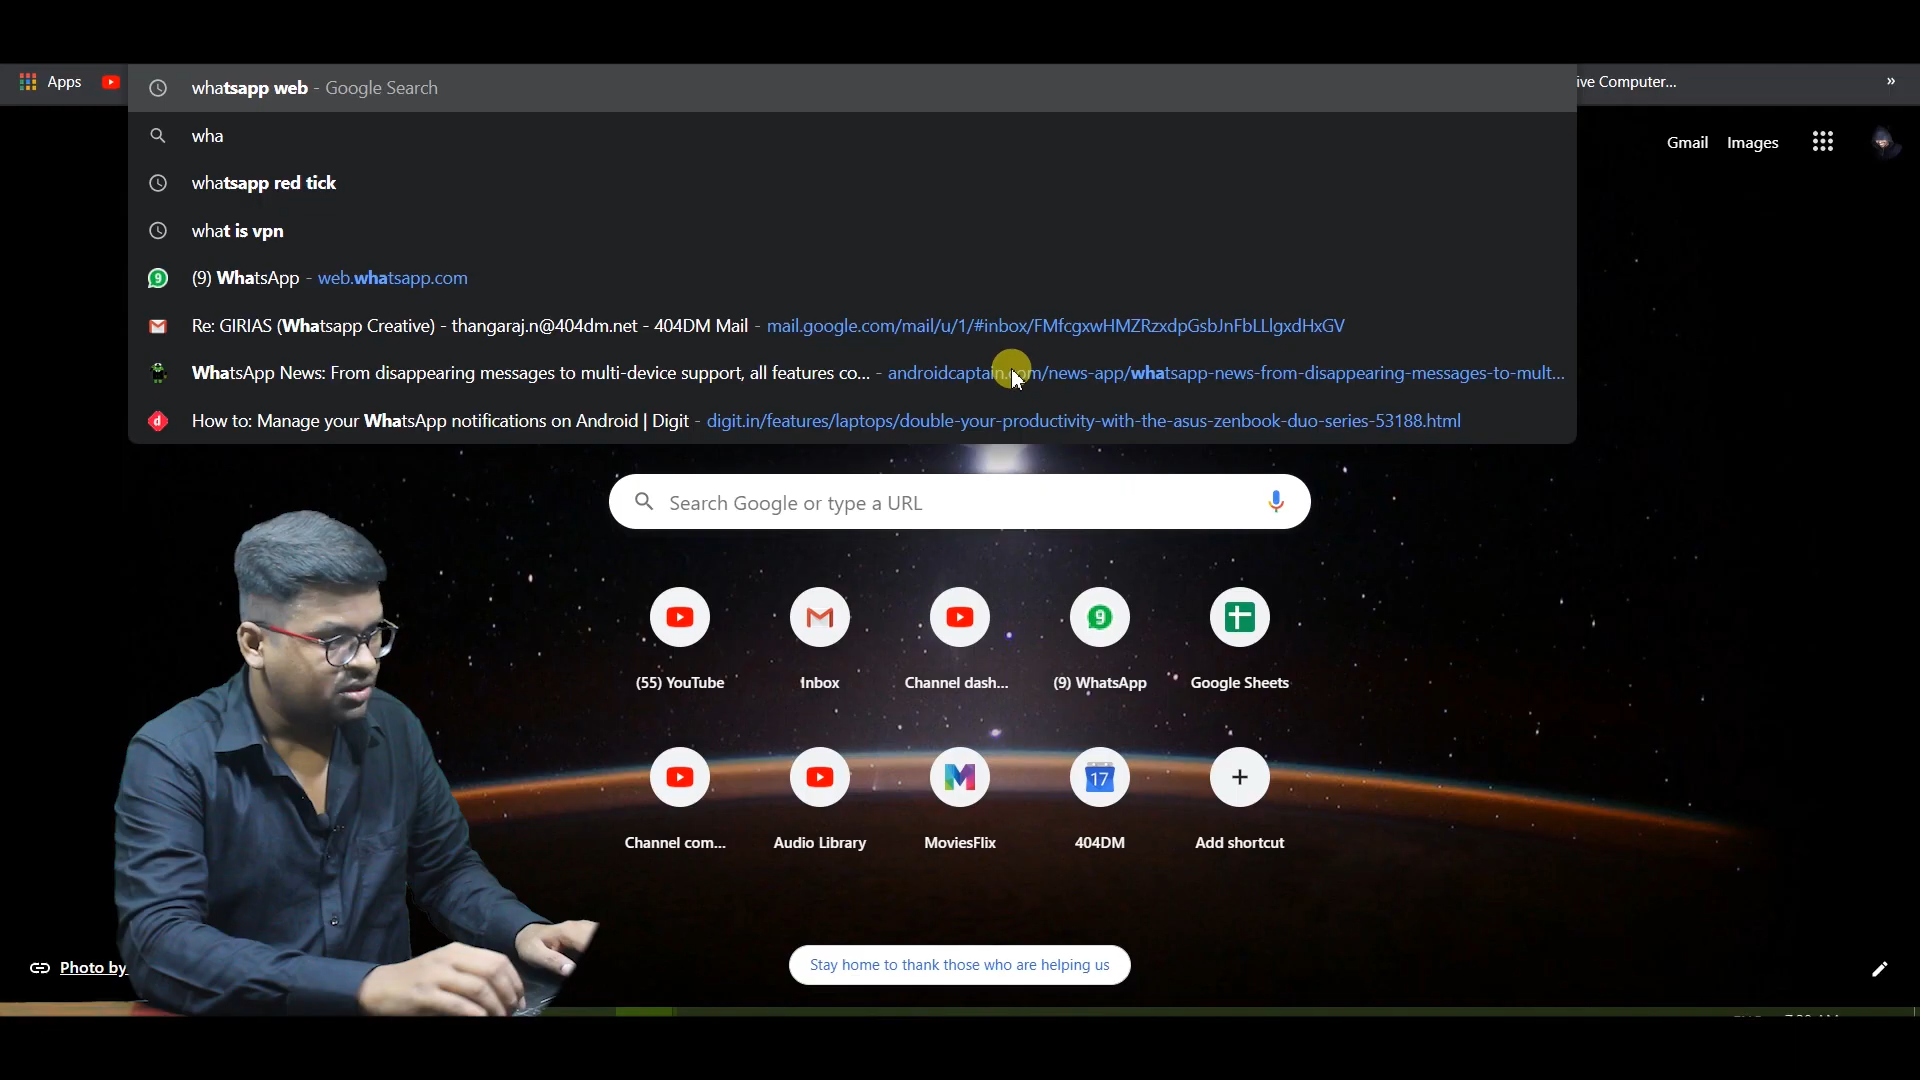 Apps
whatsapp web - Google Search
ive Computer...
»
wha
Gmail Images
whatsapp red tick
what is vpn
9 (9) WhatsApp - web.whatsapp.com
Re: GIRIAS (Whatsapp Creative) - thangaraj.n@404dm.net - 404DM Mail - mail.google.com/mail/u/1/#inbox/FMfcgxwHMZRzxdpGsbJnFbLLlgxdHxGV
WhatsApp News: From disappearing messages to multi-device support, all features co... - androidcaptain.com/news-app/whatsapp-news-from-disappearing-messages-to-mult...
d How to: Manage your WhatsApp notifications on Android | Digit - digit.in/features/laptops/double-your-productivity-with-the-asus-zenbook-duo-series-53188.html
Search Google or type a URL
9
(55) YouTube Inbox Channel dash... (9) WhatsApp Google Sheets
17
Channel com... Audio Library MoviesFlix 404DM Add shortcut
Photo by
Stay home to thank those who are helping us